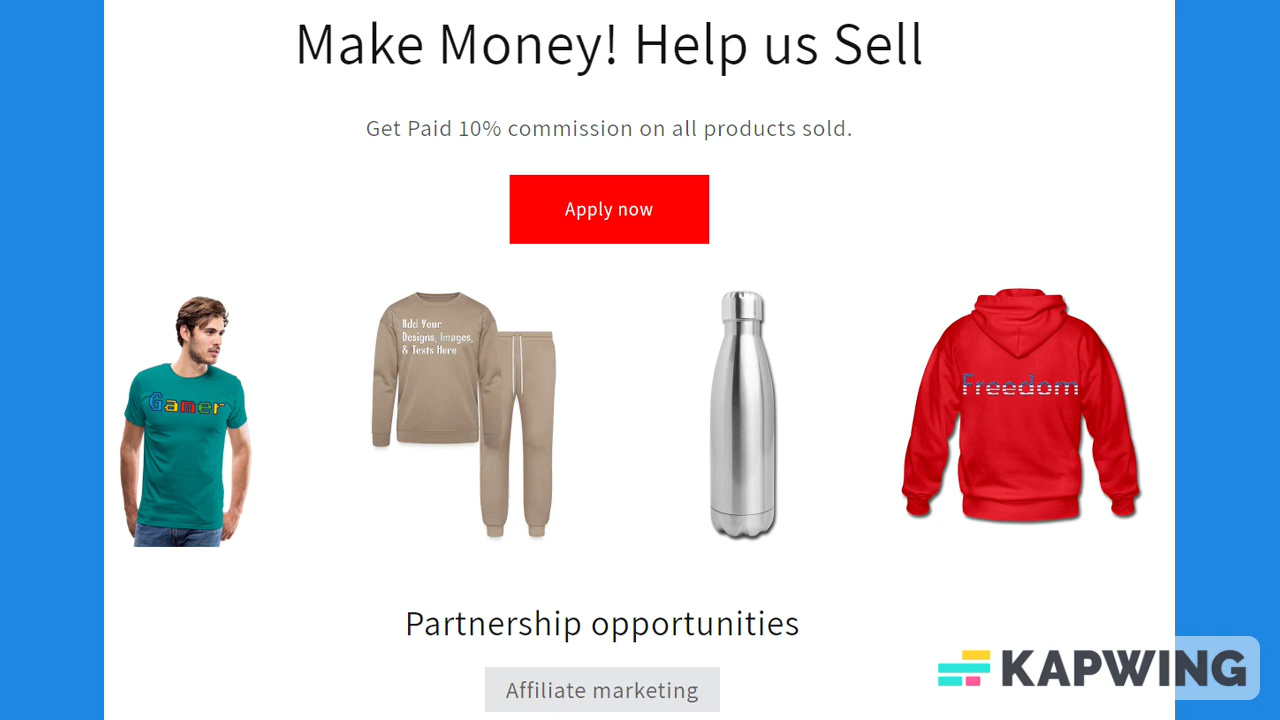 Make Money! Help us Sell
Get Paid 10% commission on all products sold.
Apply now
Gamer
Add Your
Designs, Images,
& Texts Here
Freedom
Partnership opportunities
Affiliate marketing
KAPWING